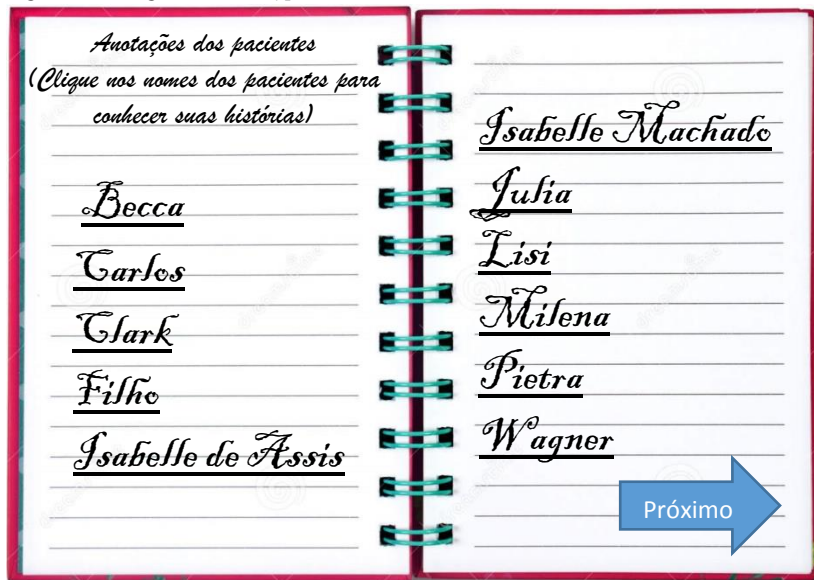 Anotações dos pacientes
(Clique nos nomes dos pacientes para
conhecer suas histórias)
Becca
Carlos
Clark
Filho
Isabelle de Assis
Isabelle Machado
Julia
Lisi
Milena
Pietra
Wagner
Próximo